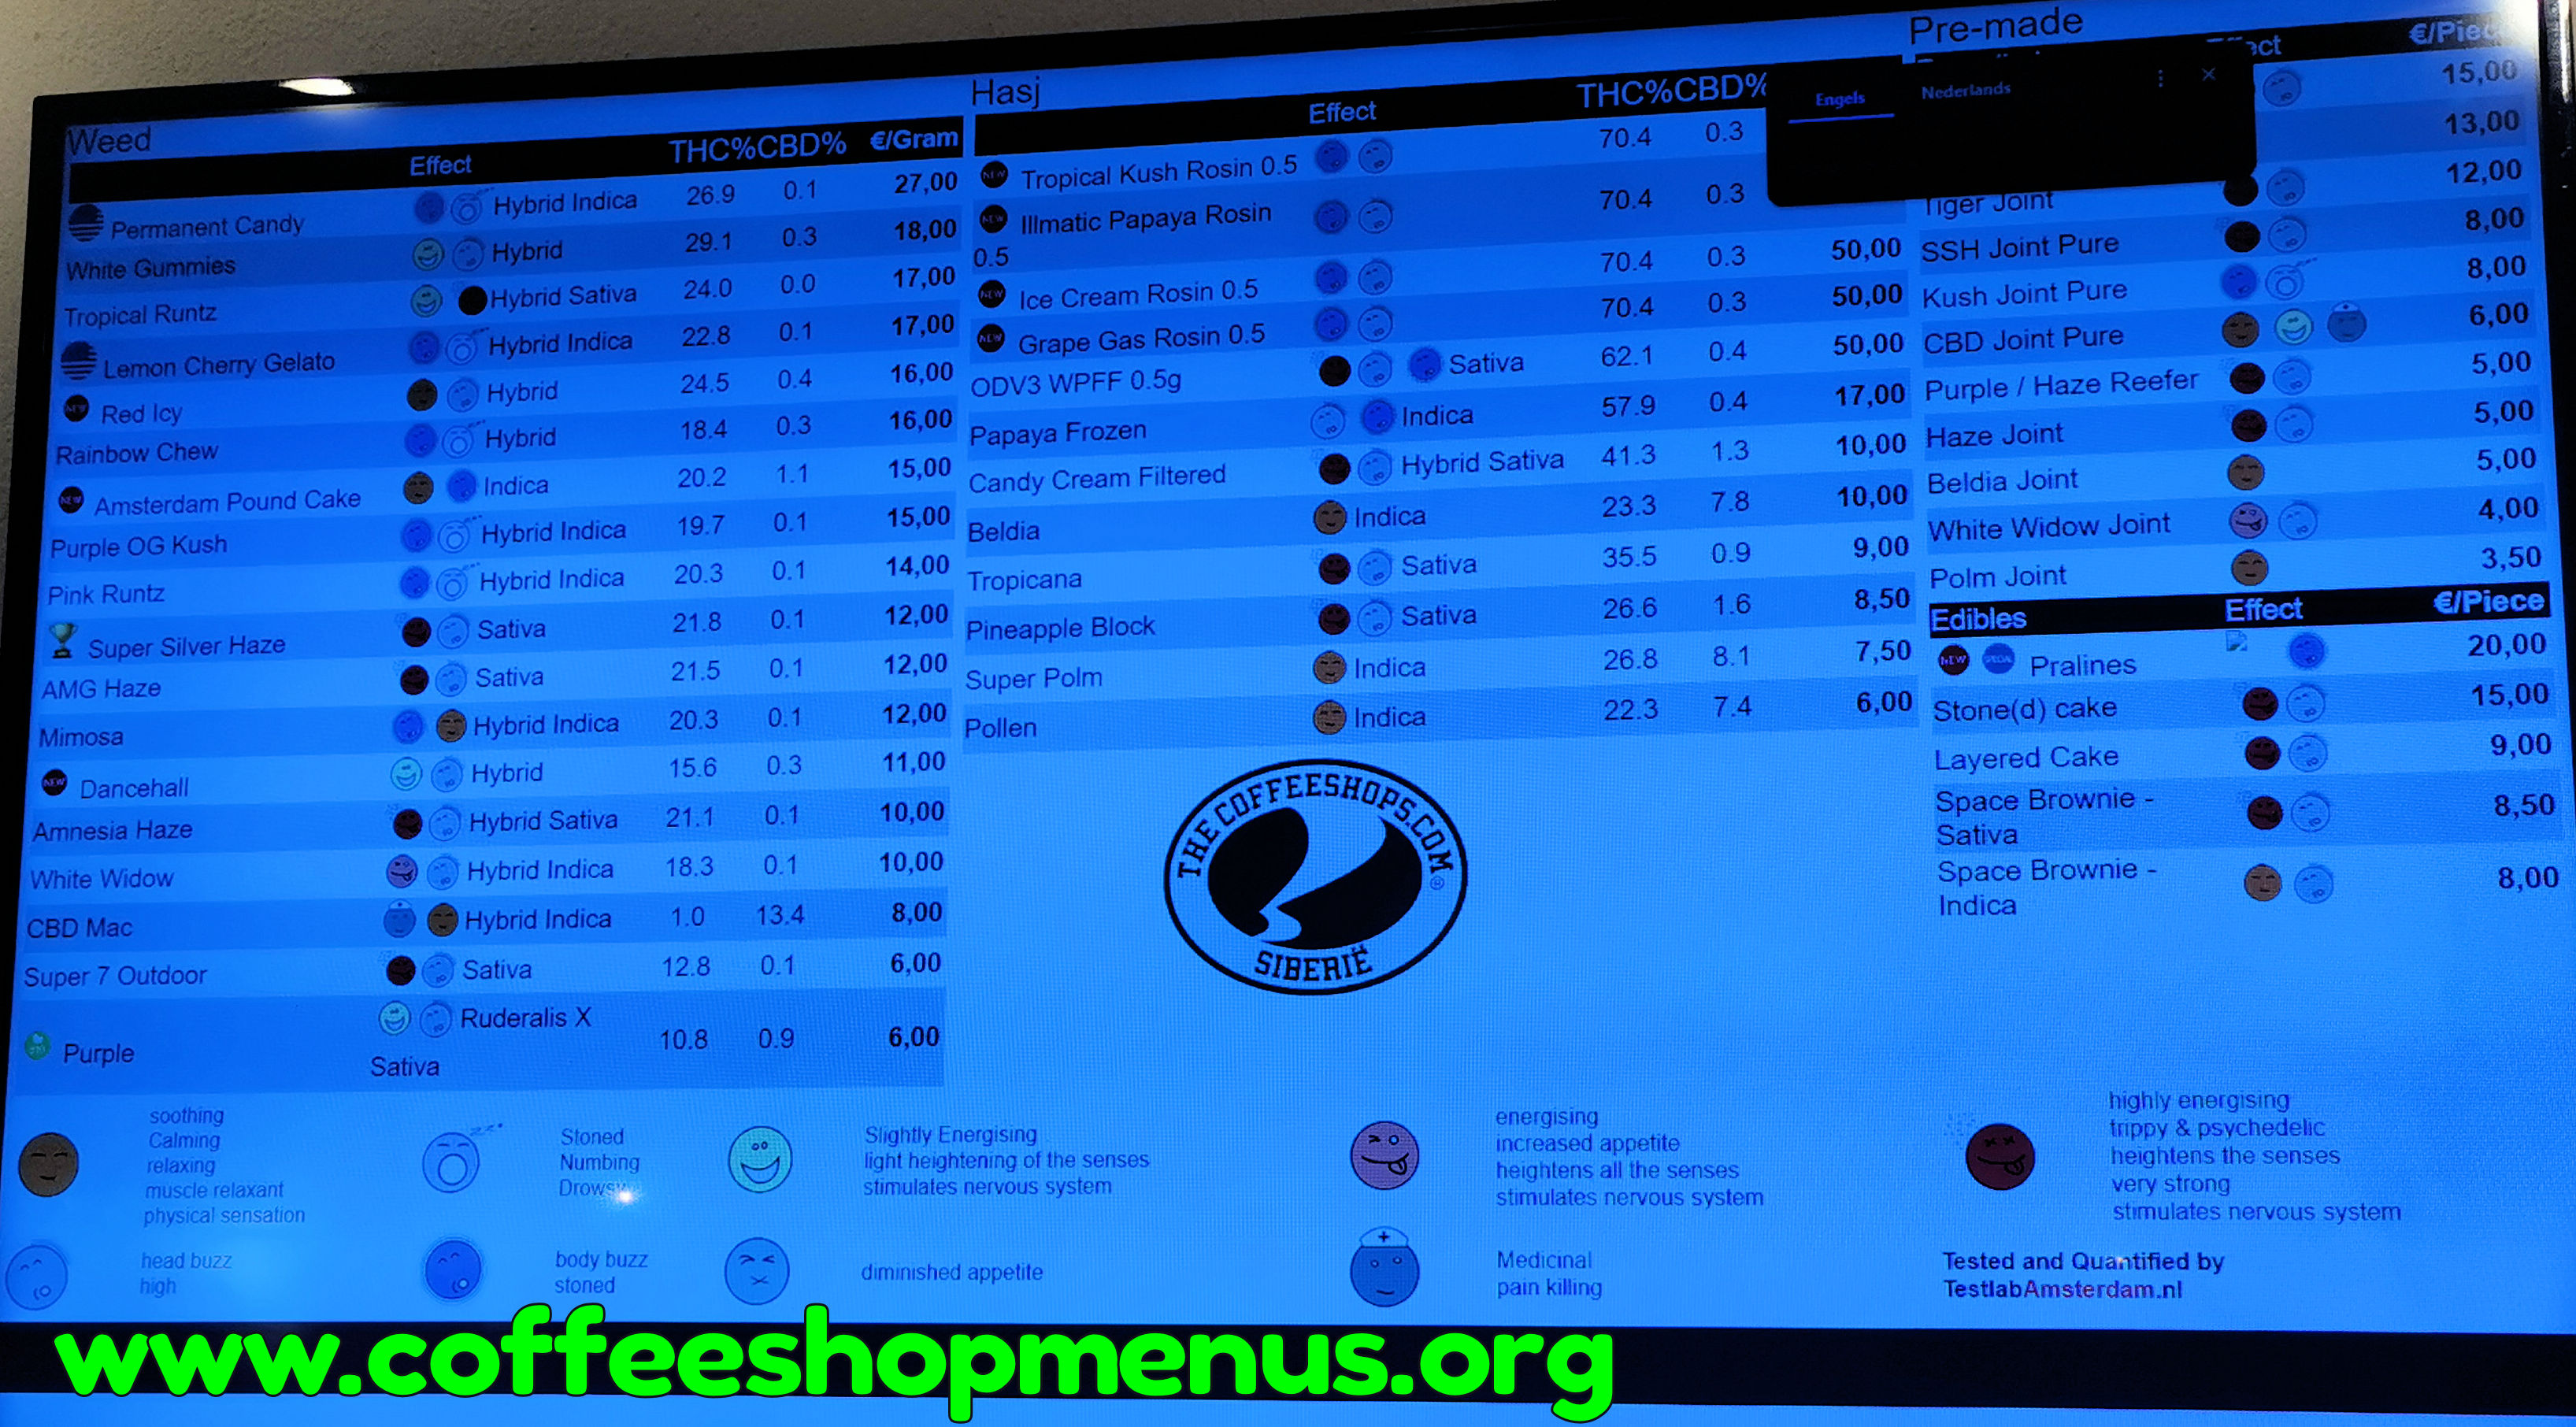 Weed
Effect THC% CBD% €/Gram
Permanent Candy Hybrid Indica 26.9 0.1 27,00
White Gummies Hybrid 29.1 0.3 18,00
Tropical Runtz Hybrid Sativa 24.0 0.0 17,00
Lemon Cherry Gelato Hybrid Indica 22.8 0.1 17,00
NEW Red Icy Hybrid 24.5 0.4 16,00
Rainbow Chew Hybrid 18.4 0.3 16,00
NEW Amsterdam Pound Cake Indica 20.2 1.1 15,00
Purple OG Kush Hybrid Indica 19.7 0.1 15,00
Pink Runtz Hybrid Indica 20.3 0.1 14,00
Super Silver Haze Sativa 21.8 0.1 12,00
AMG Haze Sativa 21.5 0.1 12,00
Mimosa Hybrid Indica 20.3 0.1 12,00
NEW Dancehall Hybrid 15.6 0.3 11,00
Amnesia Haze Hybrid Sativa 21.1 0.1 10,00
White Widow Hybrid Indica 18.3 0.1 10,00
CBD Mac Hybrid Indica 1.0 13.4 8,00
Super 7 Outdoor Sativa 12.8 0.1 6,00
Purple Ruderalis X 10.8 0.9 6,00
Sativa
Hasj
Effect THC% CBD%
NEW Tropical Kush Rosin 0.5 70.4 0.3
NEW Illmatic Papaya Rosin 70.4 0.3
0.5
NEW Ice Cream Rosin 0.5 70.4 0.3 50,00
NEW Grape Gas Rosin 0.5 70.4 0.3 50,00
ODV3 WPFF 0.5g Sativa 62.1 0.4 50,00
Papaya Frozen Indica 57.9 0.4 17,00
Candy Cream Filtered Hybrid Sativa 41.3 1.3 10,00
Beldia Indica 23.3 7.8 10,00
Tropicana Sativa 35.5 0.9 9,00
Pineapple Block Sativa 26.6 1.6 8,50
Super Polm Indica 26.8 8.1 7,50
Pollen Indica 22.3 7.4 6,00
THE COFFEESHOPS.COM ®
SIBERIË
Engels Nederlands
Pre-made
€/Piece
15,00
13,00
Tiger Joint 12,00
SSH Joint Pure 8,00
Kush Joint Pure 8,00
CBD Joint Pure 6,00
Purple / Haze Reefer 5,00
Haze Joint 5,00
Beldia Joint 5,00
White Widow Joint 4,00
Polm Joint 3,50
Edibles Effect €/Piece
NEW Pralines 20,00
Stone(d) cake 15,00
Layered Cake 9,00
Space Brownie - 8,50
Sativa
Space Brownie - 8,00
Indica
soothing
Calming
relaxing
muscle relaxant
physical sensation
Stoned
Numbing
Drowsy
Slightly Energising
light heightening of the senses
stimulates nervous system
energising
increased appetite
heightens all the senses
stimulates nervous system
highly energising
trippy & psychedelic
heightens the senses
very strong
stimulates nervous system
head buzz
high
body buzz
stoned
diminished appetite
Medicinal
pain killing
Tested and Quantified by
TestlabAmsterdam.nl
www.coffeeshopmenus.org